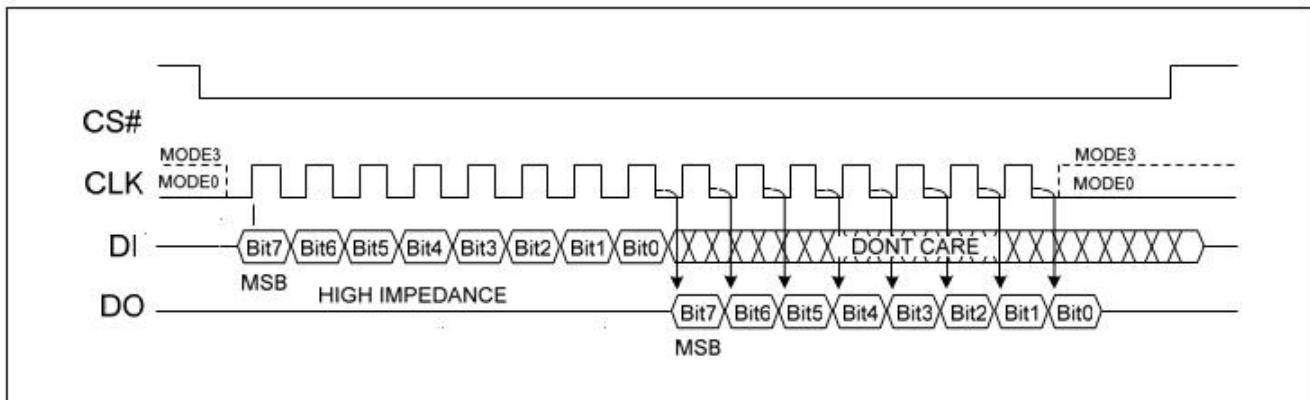 CS#
MODE3 MODE3
CLK MODE0 MODE0
DI Bit7 Bit6 Bit5 Bit4 Bit3 Bit2 Bit1 Bit0 DONT CARE
MSB
HIGH IMPEDANCE
DO Bit7 Bit6 Bit5 Bit4 Bit3 Bit2 Bit1 Bit0
MSB